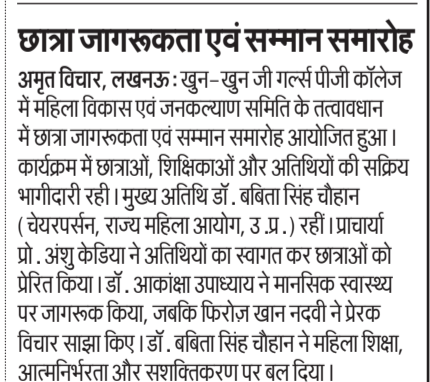 छात्रा जागरूकता एवं सम्मान समारोह
अमृत विचार, लखनऊ : खुन-खुन जी गर्ल्स पीजी कॉलेज
में महिला विकास एवं जनकल्याण समिति के तत्वावधान
में छात्रा जागरूकता एवं सम्मान समारोह आयोजित हुआ।
कार्यक्रम में छात्राओं, शिक्षिकाओं और अतिथियों की सक्रिय
भागीदारी रही। मुख्य अतिथि डॉ. बबिता सिंह चौहान
(चेयरपर्सन, राज्य महिला आयोग, उ.प्र.) रहीं। प्राचार्या
प्रो. अंशु केडिया ने अतिथियों का स्वागत कर छात्राओं को
प्रेरित किया। डॉ. आकांक्षा उपाध्याय ने मानसिक स्वास्थ्य
पर जागरूक किया, जबकि फिरोज़ खान नदवी ने प्रेरक
विचार साझा किए। डॉ. बबिता सिंह चौहान ने महिला शिक्षा,
आत्मनिर्भरता और सशक्तिकरण पर बल दिया।